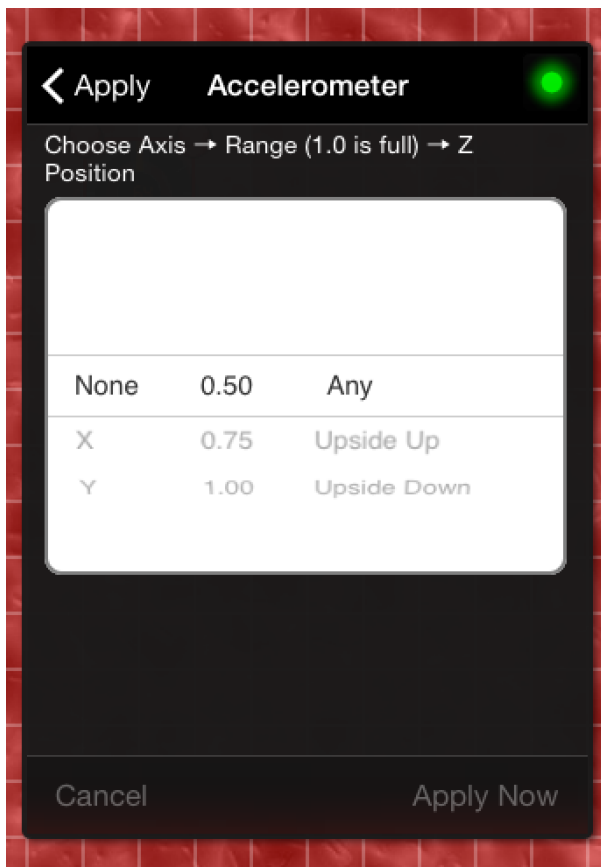 Apply Accelerometer
Choose Axis → Range (1.0 is full) → Z
Position
None 0.50 Any
X 0.75 Upside Up
Y 1.00 Upside Down
Cancel Apply Now